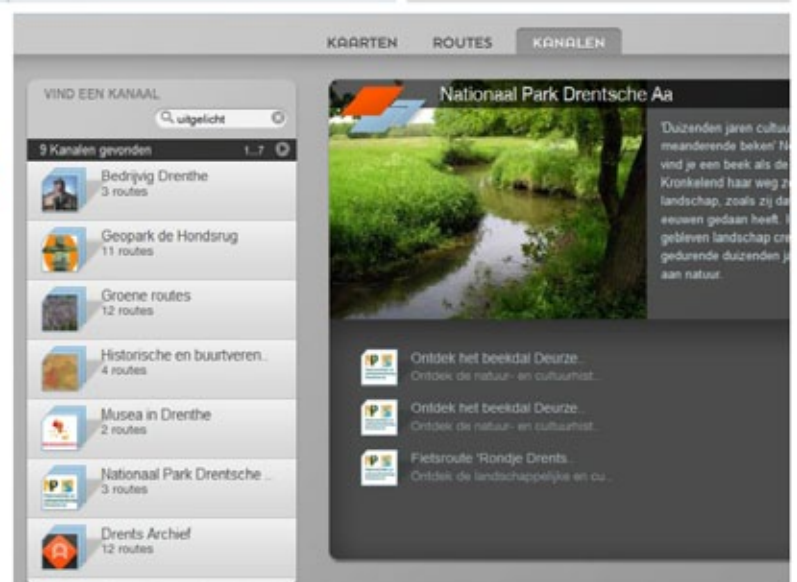 KAARTEN ROUTES KANALEN
VIND EEN KANAAL
uitgelicht
9 Kanalen gevonden 1...7
Bedrijvig Drenthe
3 routes
Geopark de Hondsrug
11 routes
Groene routes
12 routes
Historische en buurtveren..
4 routes
Musea in Drenthe
2 routes
Nationaal Park Drentsche ..
3 routes
Drents Archief
12 routes
Nationaal Park Drentsche Aa
'Duizenden jaren cultuu
meanderende beken' N
vind je een beek als de
Kronkelend haar weg z
landschap, zoals zij da
eeuwen gedaan heeft. I
gebleven landschap cre
gedurende duizenden j
aan natuur.
Ontdek het beekdal Deurze..
Ontdek de natuur- en cultuurhist..
Ontdek het beekdal Deurze..
Ontdek de natuur- en cultuurhist..
Fietsroute 'Rondje Drents..
Ontdek de landschappelijke en cu..